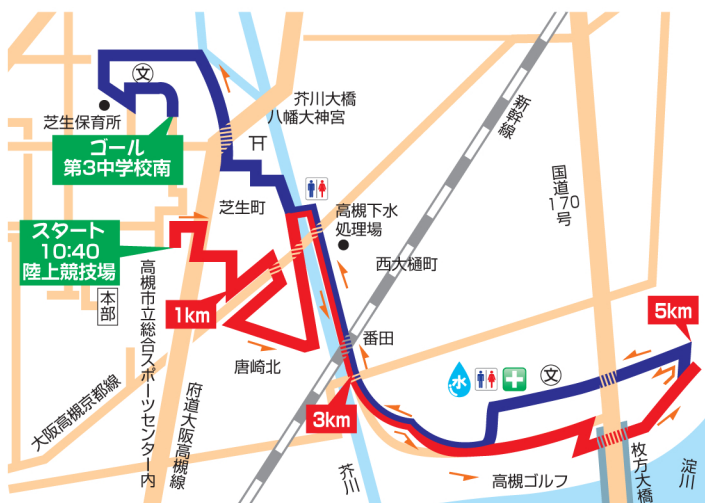 文
芝生保育所
ゴール
第3中学校南
芥川大橋
八幡大神宮
新幹線
国道170号
芝生町
高槻下水
処理場
スタート
10:40
陸上競技場
西大樋町
本部
高槻市立総合スポーツセンター内
1km
唐崎北
番田
5km
水
文
3km
大阪高槻京都線
府道大阪高槻線
芥川
高槻ゴルフ
枚方大橋
淀川